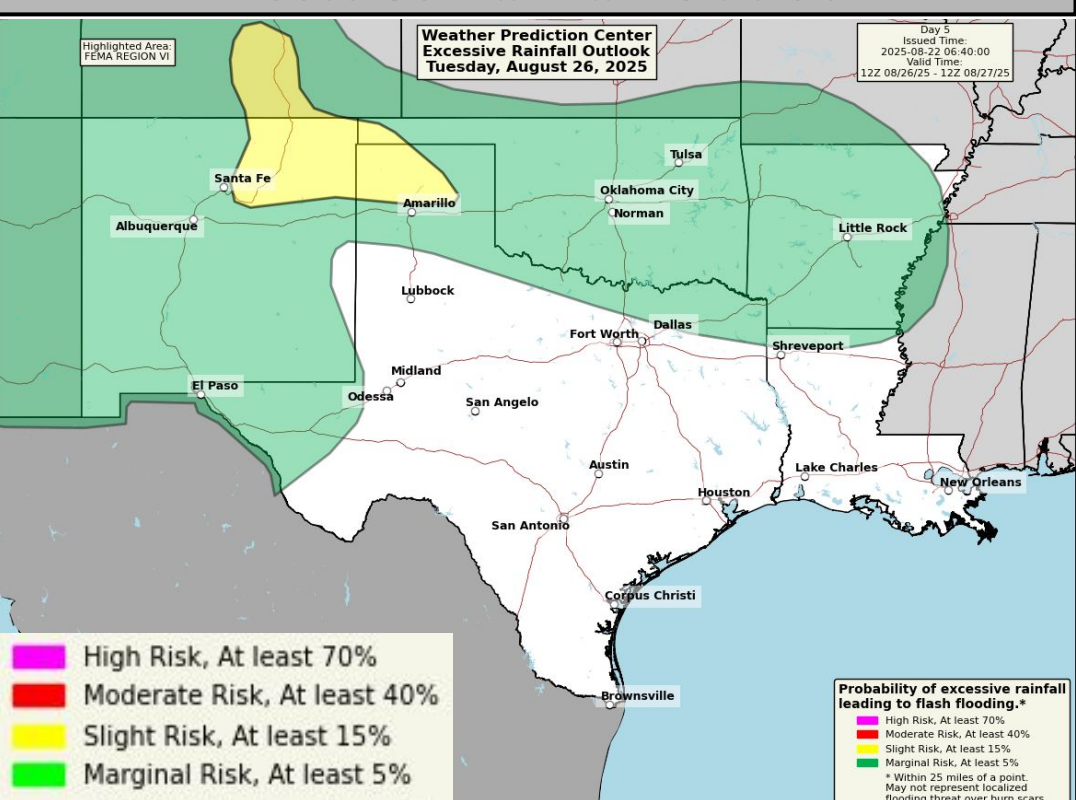 Highlighted Area:
FEMA REGION VI
Weather Prediction Center
Excessive Rainfall Outlook
Tuesday, August 26, 2025
Day 5
Issued Time:
2025-08-22 06:40:00
Valid Time:
12Z 08/26/25 - 12Z 08/27/25
Tulsa
Santa Fe
Oklahoma City
Amarillo
Norman
Albuquerque
Little Rock
Lubbock
Dallas
Fort Worth
Shreveport
Midland
El Paso
Odessa
San Angelo
Austin
Lake Charles
New Orleans
Houston
San Antonio
Corpus Christi
Brownsville
High Risk, At least 70%
Moderate Risk, At least 40%
Slight Risk, At least 15%
Marginal Risk, At least 5%
Probability of excessive rainfall
leading to flash flooding.*
High Risk, At least 70%
Moderate Risk, At least 40%
Slight Risk, At least 15%
Marginal Risk, At least 5%
* Within 25 miles of a point.
May not represent localized
flooding threat over burn scars